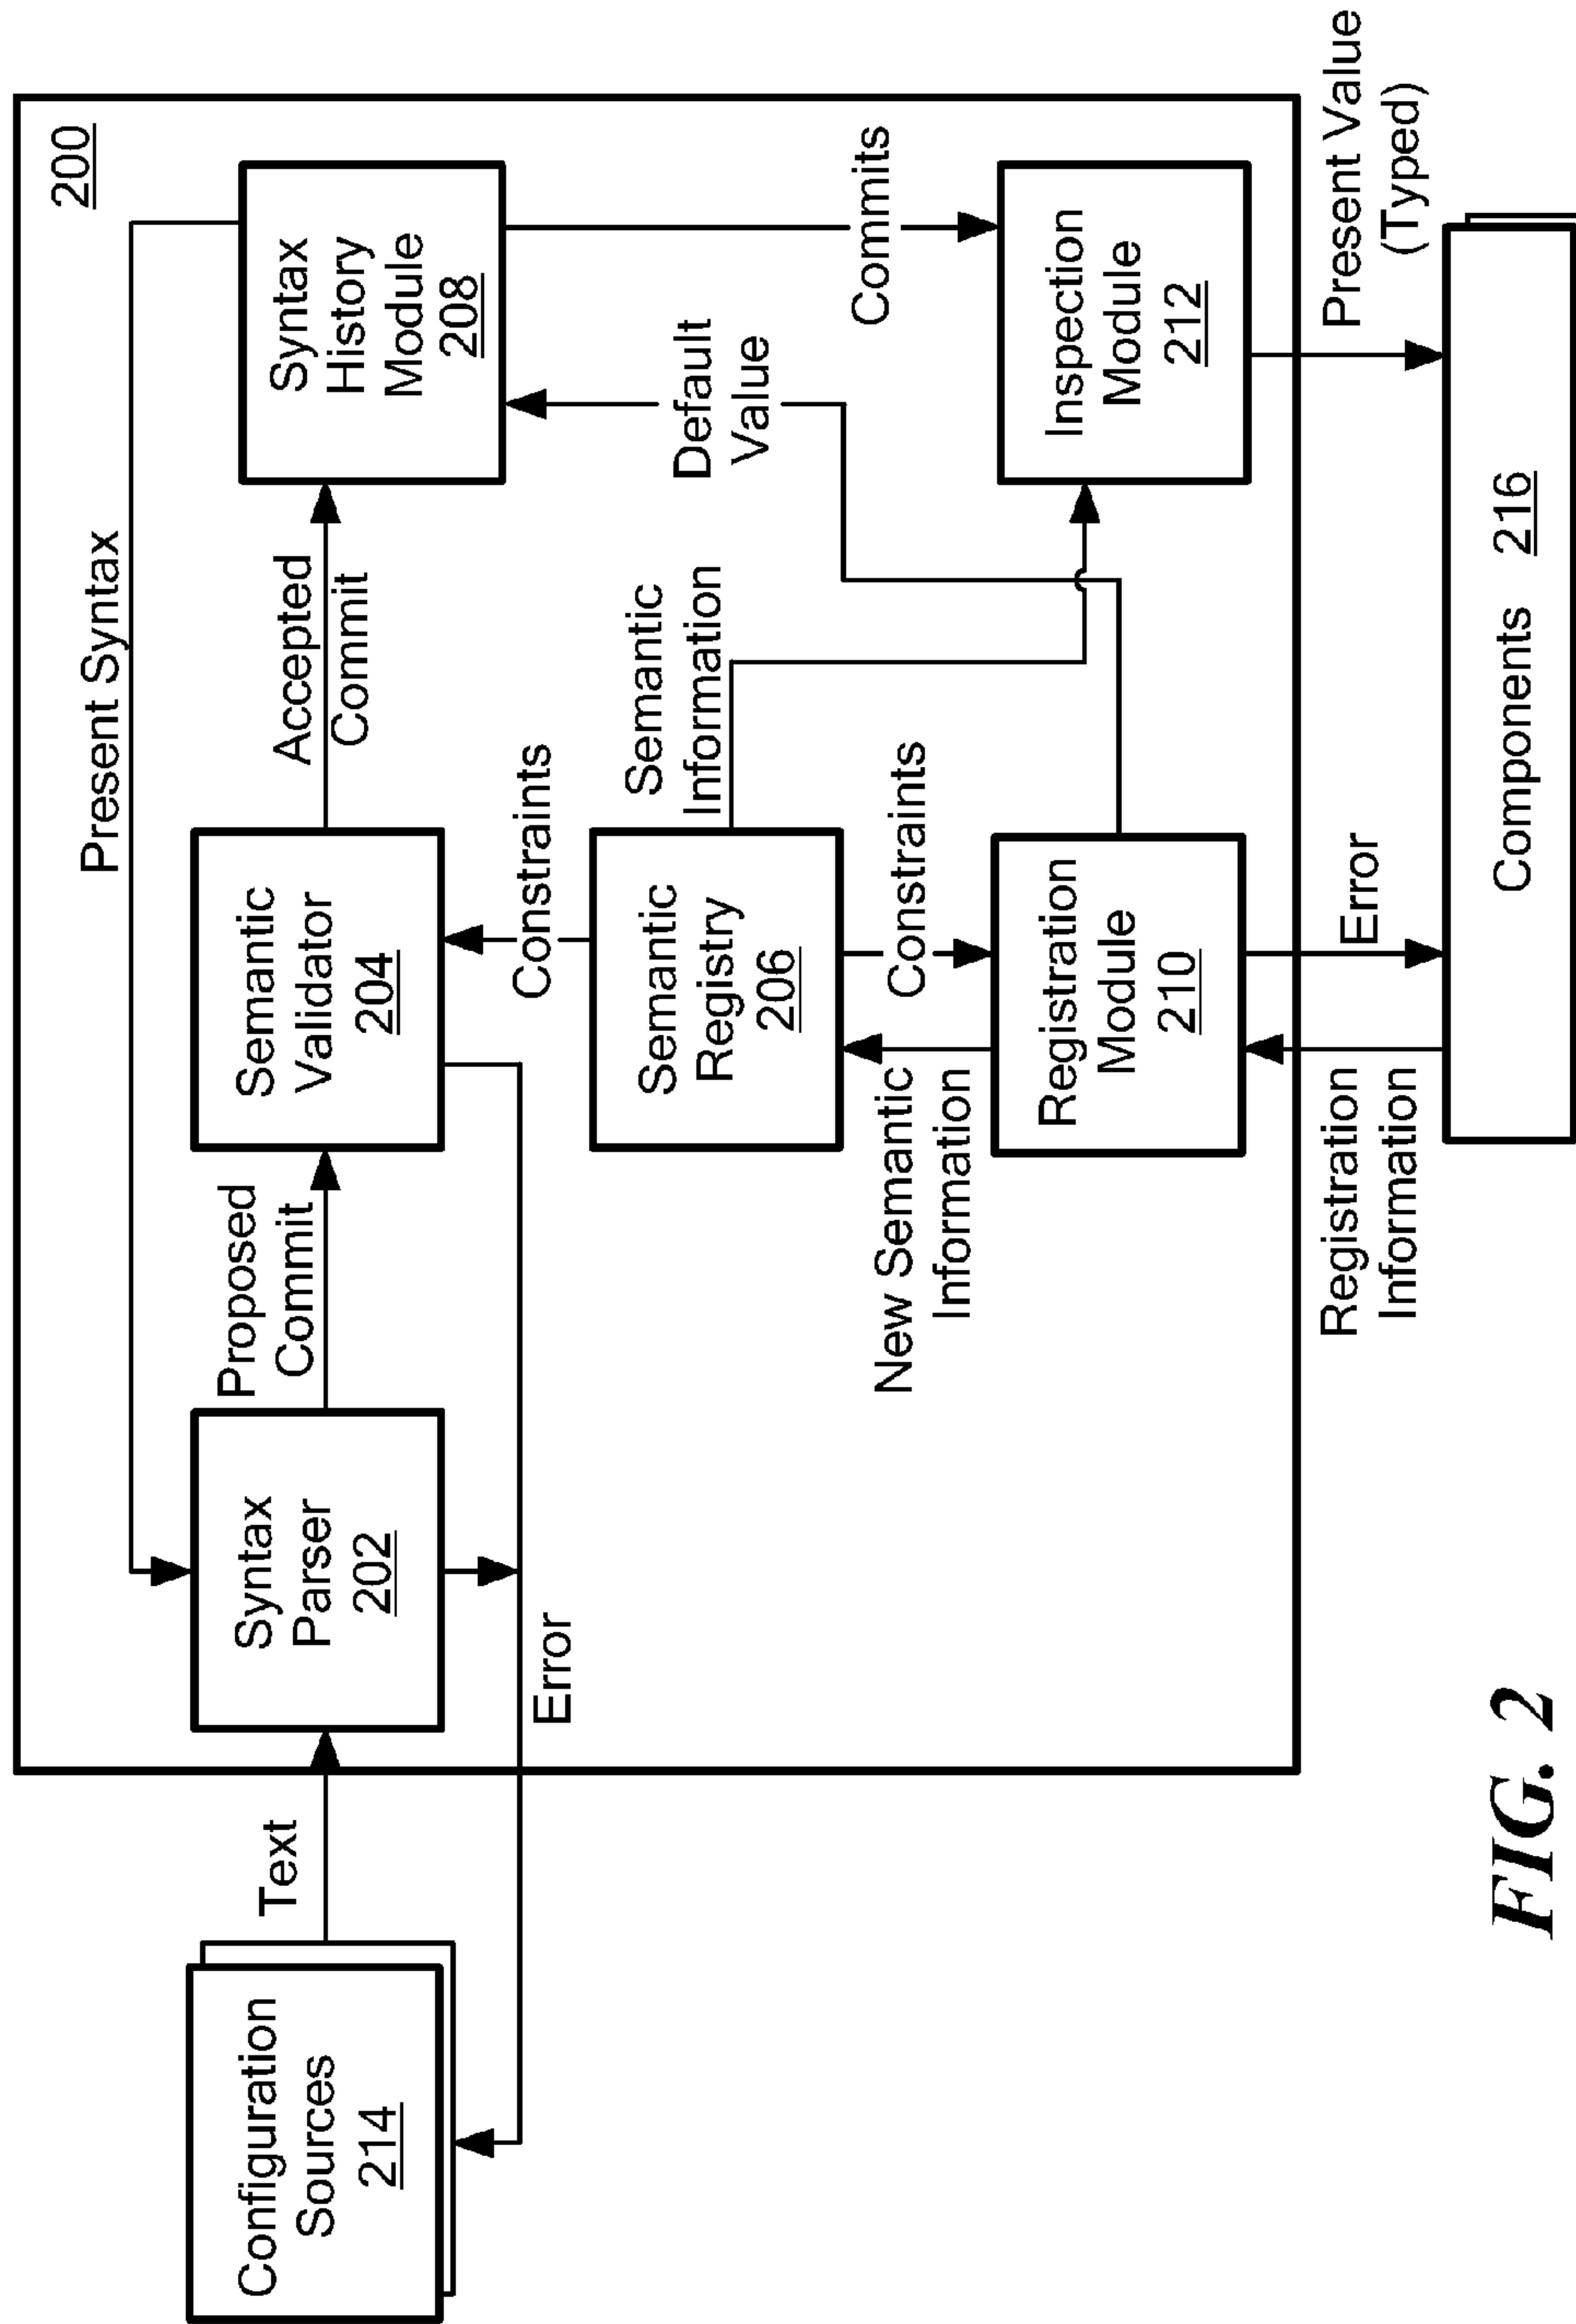 200
Present Syntax
Configuration
Sources
214
Text
Syntax
Parser
202
Proposed
Commit
Semantic
Validator
204
Accepted
Commit
Syntax
History
Module
208
Error
Constraints
Semantic
Registry
206
Semantic
Information
Default
Value
Commits
New Semantic
Information
Constraints
Registration
Module
210
Inspection
Module
212
Registration
Information
Error
Present Value
(Typed)
Components 216
FIG. 2